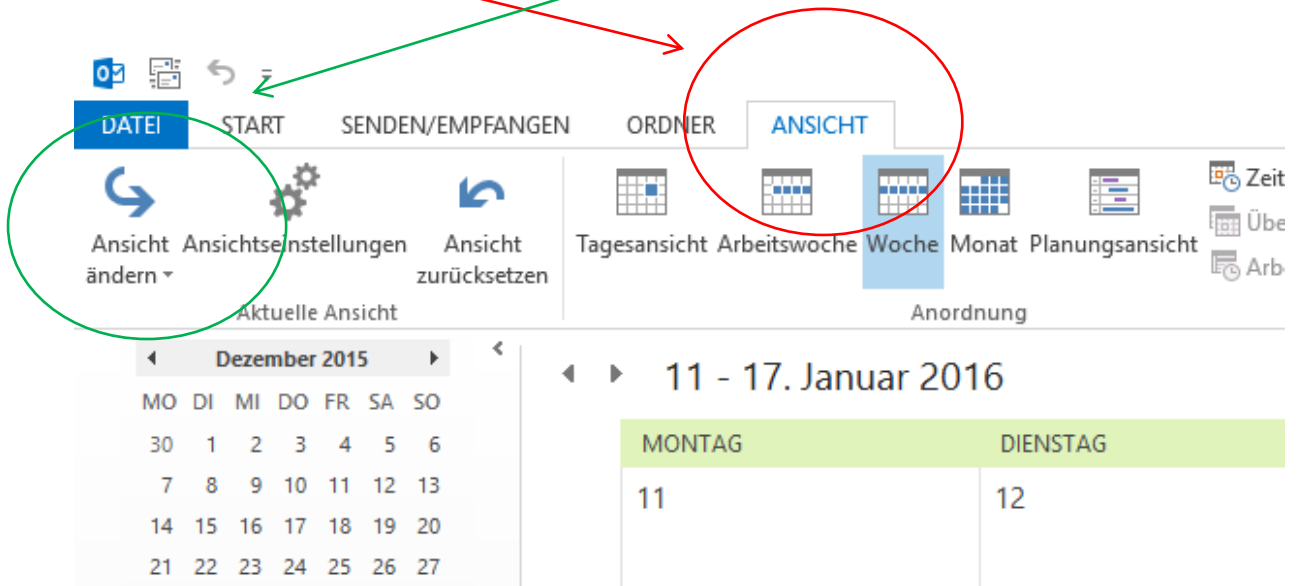 DATEI START SENDEN/EMPFANGEN ORDNER ANSICHT
Ansicht ändern
Ansichtseinstellungen
Ansicht zurücksetzen
Aktuelle Ansicht
Tagesansicht
Arbeitswoche
Woche
Monat
Planungsansicht
Zeit
Übe
Arb
Anordnung
Dezember 2015
MO DI MI DO FR SA SO
30 1 2 3 4 5 6
7 8 9 10 11 12 13
14 15 16 17 18 19 20
21 22 23 24 25 26 27
11 - 17. Januar 2016
MONTAG DIENSTAG
11 12